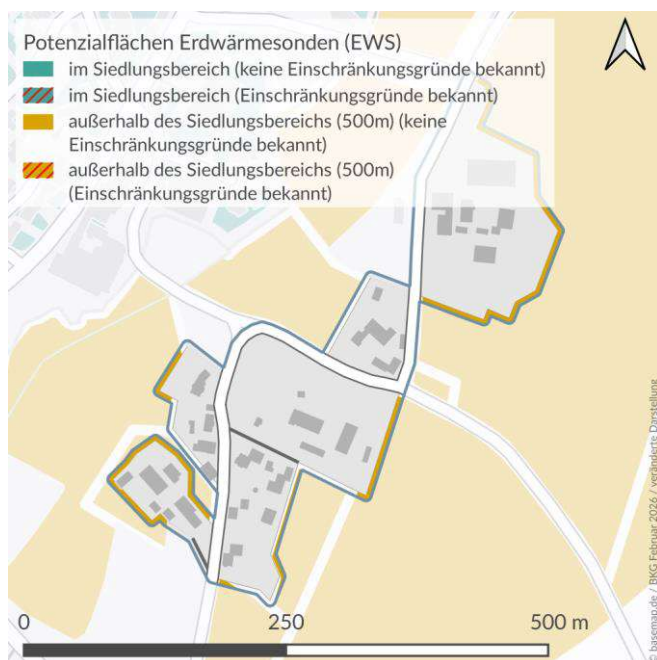 Potenzialflächen Erdwärmesonden (EWS)
im Siedlungsbereich (keine Einschränkungsgründe bekannt)
im Siedlungsbereich (Einschränkungsgründe bekannt)
außerhalb des Siedlungsbereichs (500m) (keine
Einschränkungsgründe bekannt)
außerhalb des Siedlungsbereichs (500m)
(Einschränkungsgründe bekannt)
0 250 500 m
© basemap.de / BKG Februar 2026 / veränderte Darstellung